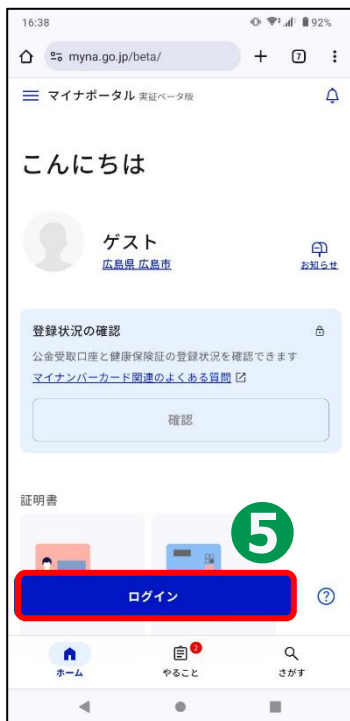 16:38
92%
myna.go.jp/beta/
7
マイナポータル 実証ベータ版
こんにちは
ゲスト
広島県 広島市
お知らせ
登録状況の確認
公金受取口座と健康保険証の登録状況を確認できます
マイナンバーカード関連のよくある質問
確認
証明書
5
ログイン
?
2
ホーム
やること
さがす